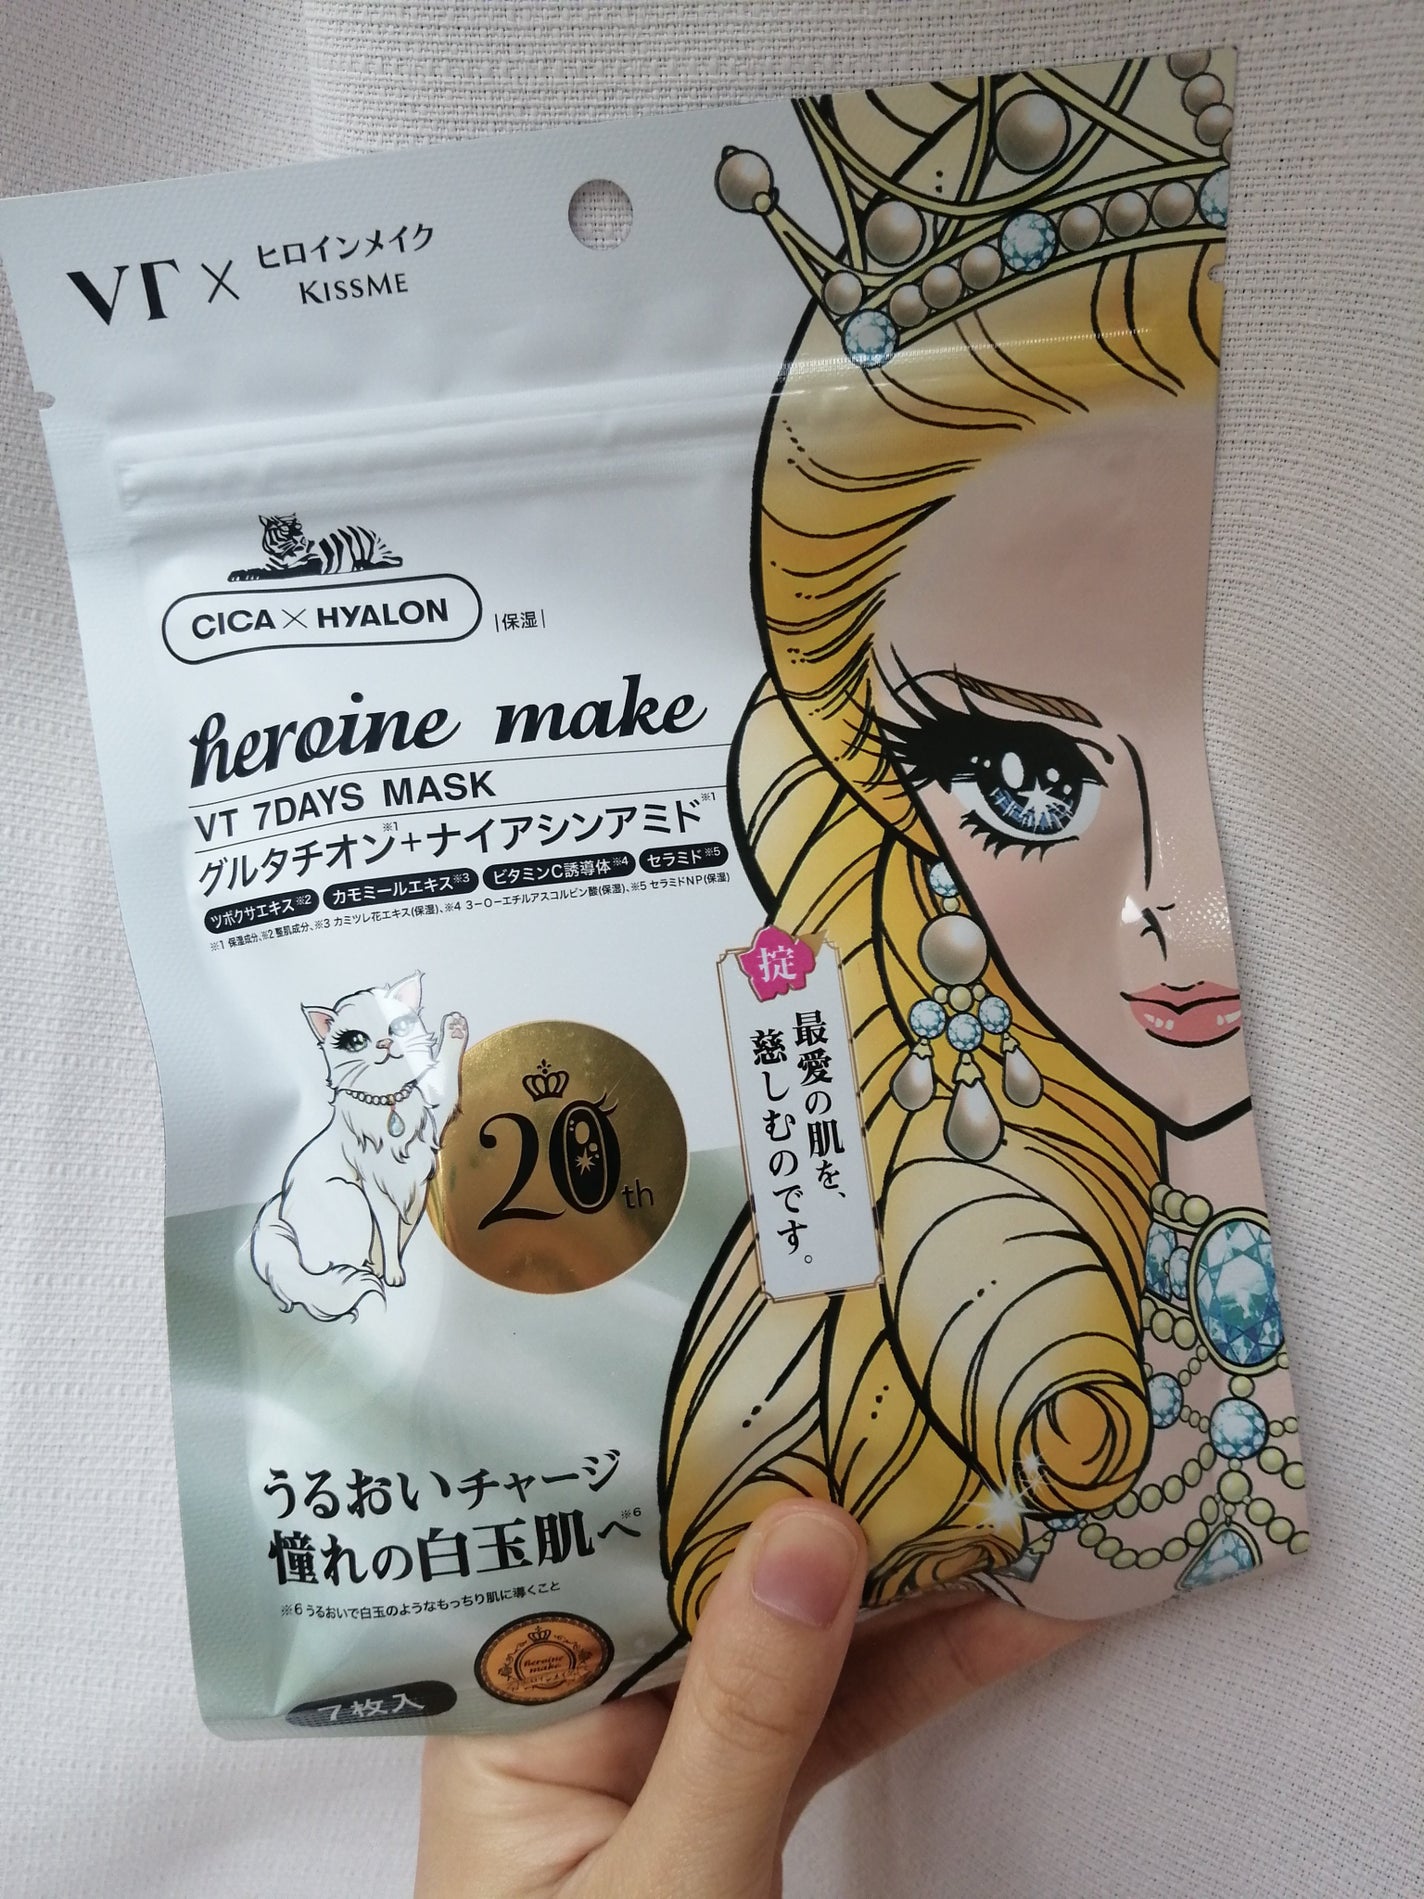 VT × ヒロインメイク
KISSME
CICA×HYALON |保湿|
heroine make
VT 7DAYS MASK
グルタチオン※1+ナイアシンアミド※1
ツボクサエキス※2 カモミールエキス※3 ビタミンC誘導体※4 セラミド※5
※1 保湿成分、※2 整肌成分、※3 カミツレ花エキス(保湿)、※4 3-O-エチルアスコルビン酸(保湿)、※5 セラミドNP(保湿)
掟
最愛の肌を、
慈しむのです。
20th
うるおいチャージ
憧れの白玉肌へ※6
※6 うるおいで白玉のようなもっちり肌に導くこと
heroine
make
7枚入